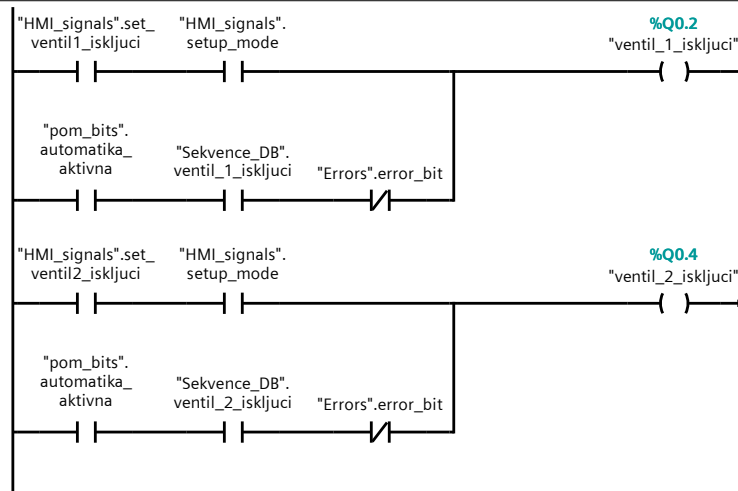 "HMI_signals".set_
ventil1_iskljuci
"HMI_signals".
setup_mode
%Q0.2
"ventil_1_iskljuci"
"pom_bits".
automatika_
aktivna
"Sekvence_DB".
ventil_1_iskljuci
"Errors".error_bit
"HMI_signals".set_
ventil2_iskljuci
"HMI_signals".
setup_mode
%Q0.4
"ventil_2_iskljuci"
"pom_bits".
automatika_
aktivna
"Sekvence_DB".
ventil_2_iskljuci
"Errors".error_bit